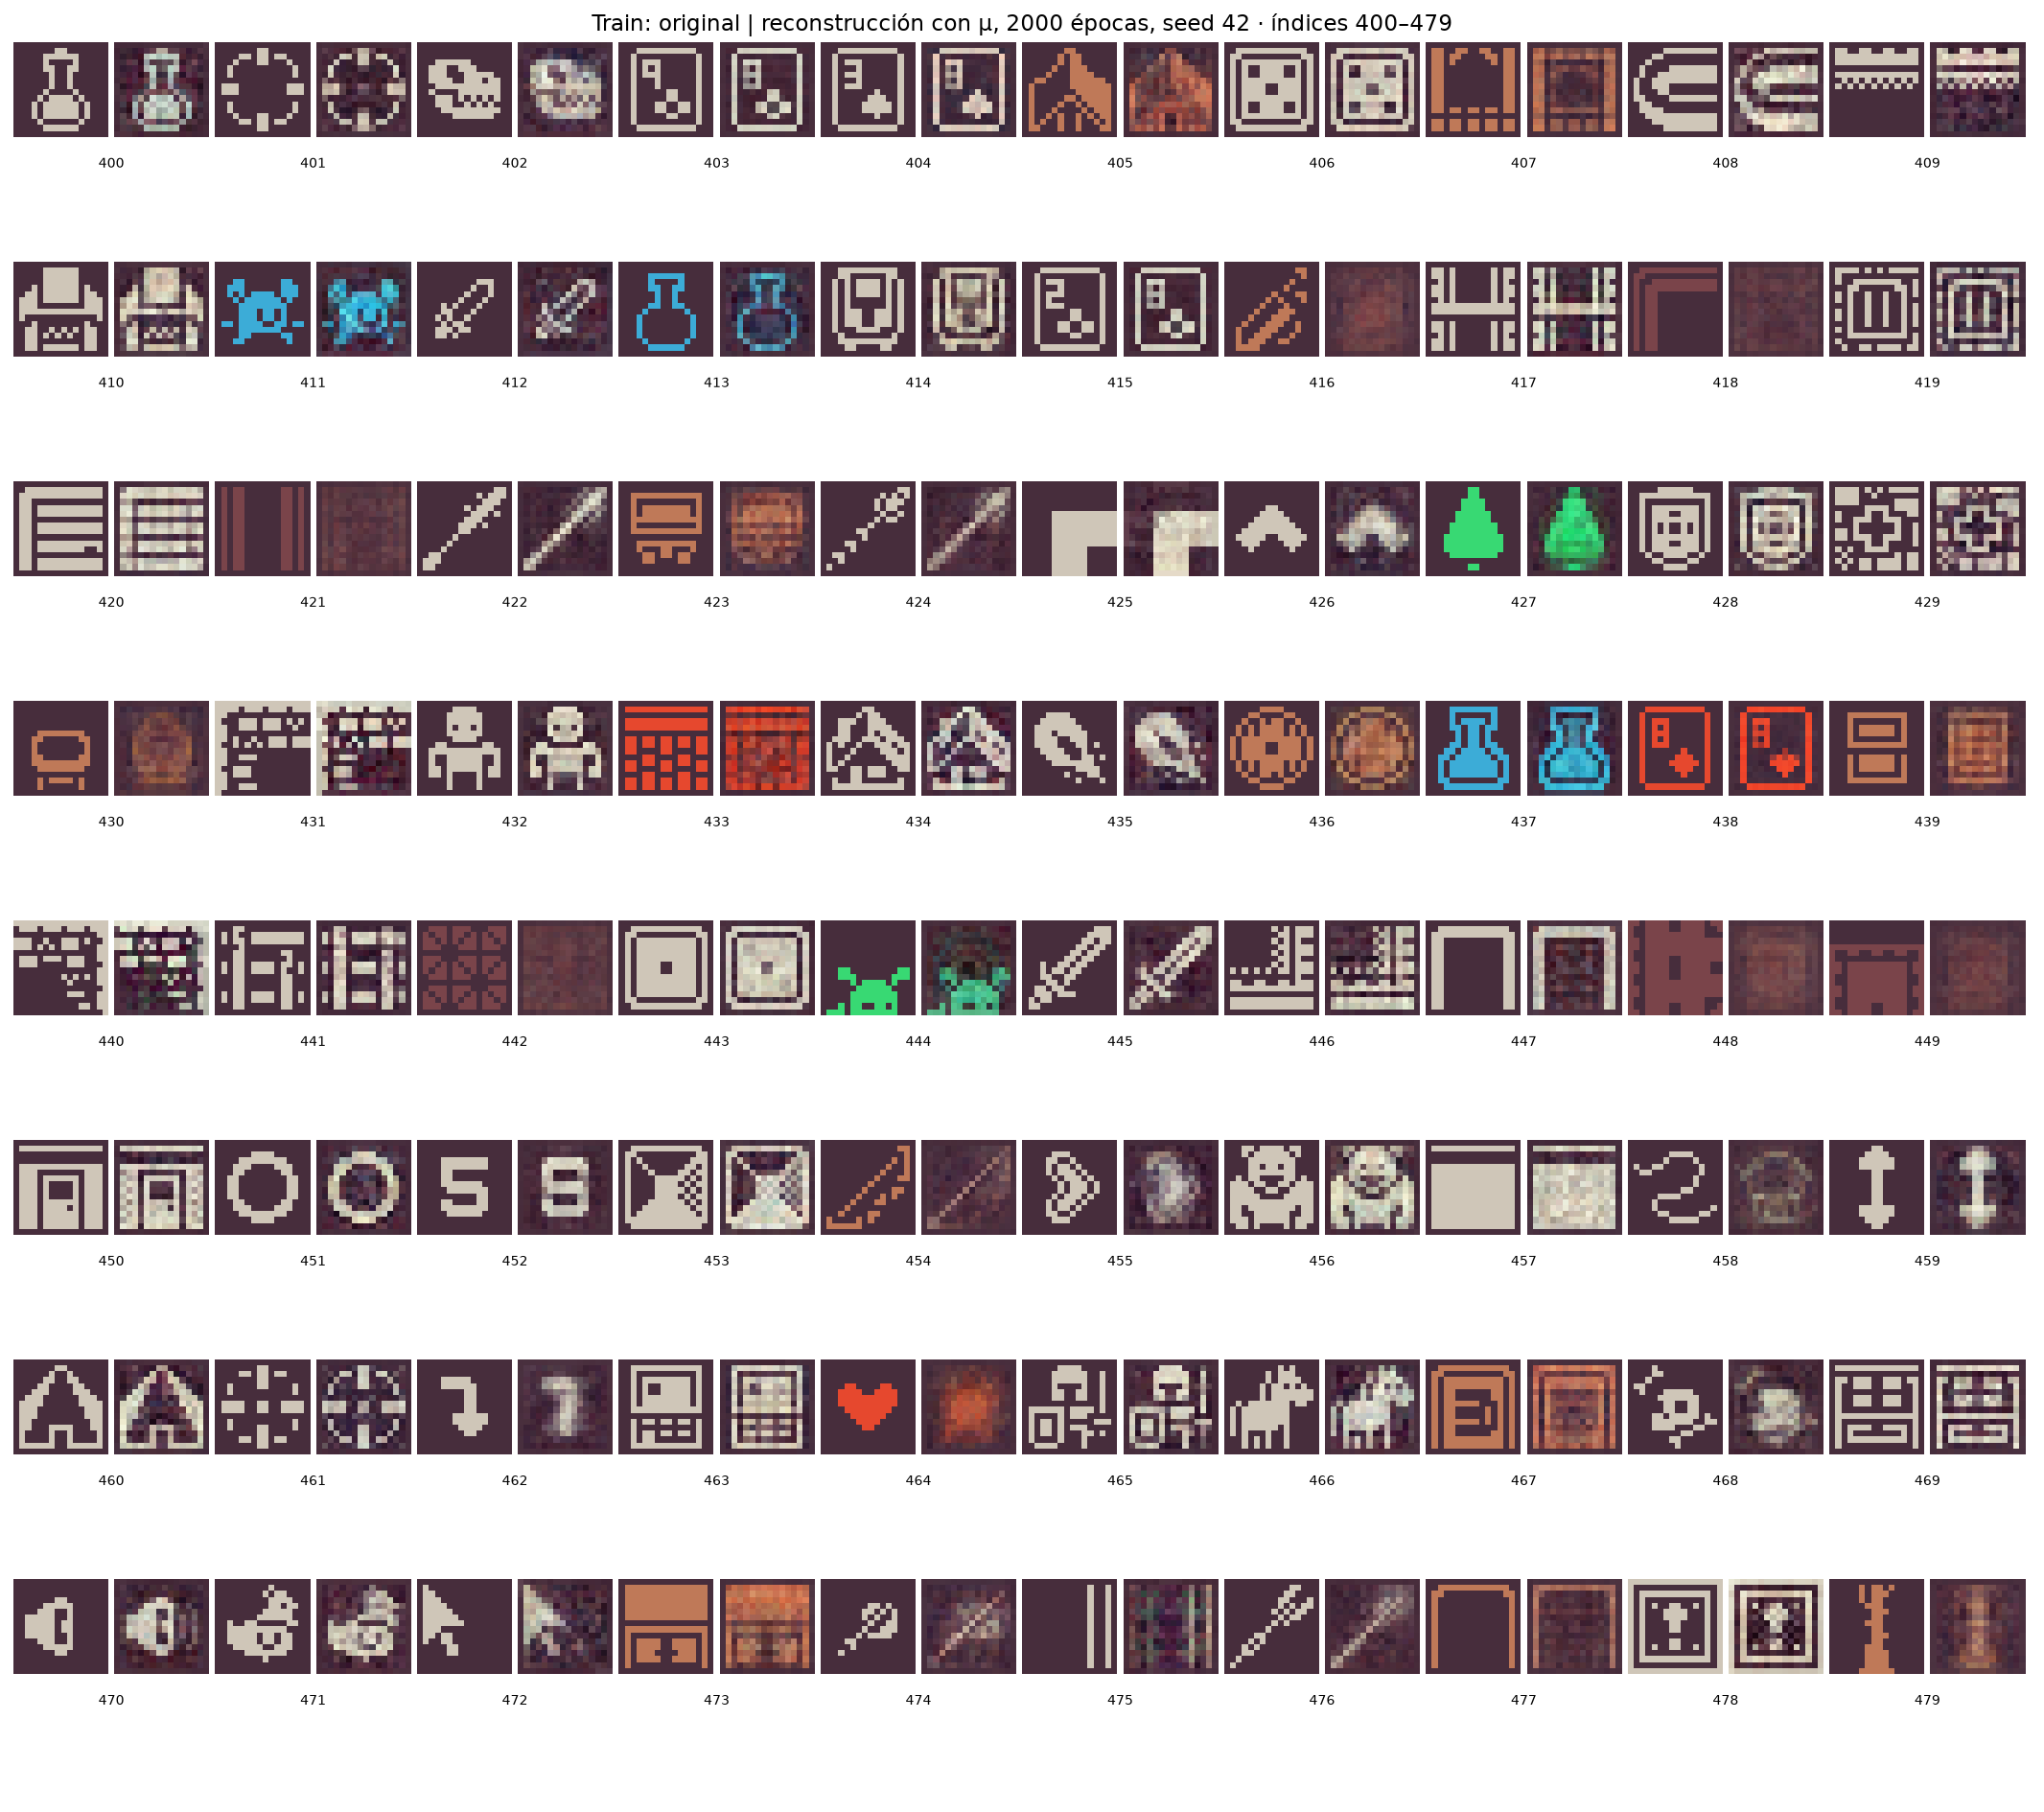 Train: original | reconstrucción con µ, 2000 épocas, seed 42 · índices 400–479
400 401 402 403 404 405 406 407 408 409
410 411 412 413 414 415 416 417 418 419
420 421 422 423 424 425 426 427 428 429
430 431 432 433 434 435 436 437 438 439
440 441 442 443 444 445 446 447 448 449
450 451 452 453 454 455 456 457 458 459
460 461 462 463 464 465 466 467 468 469
470 471 472 473 474 475 476 477 478 479